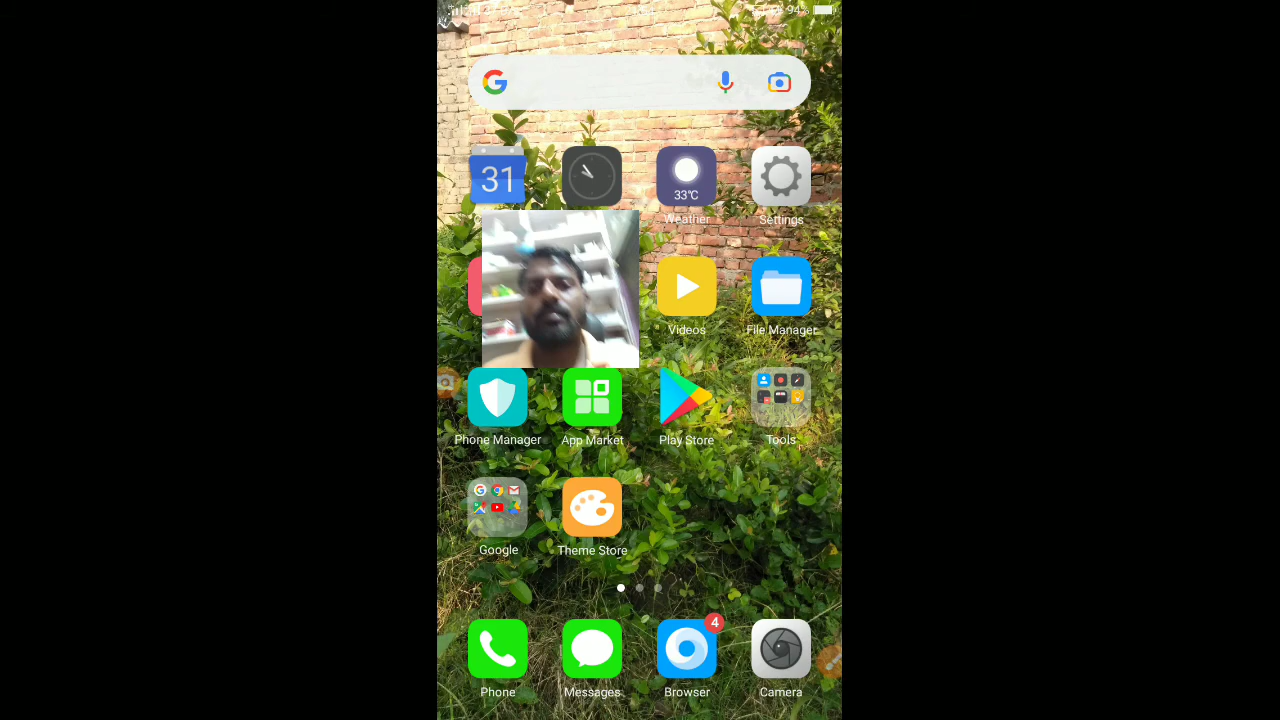 94%
31
33°C
Weather
Settings
Videos
File Manager
Phone Manager
App Market
Play Store
Tools
Google
Theme Store
4
Phone
Messages
Browser
Camera